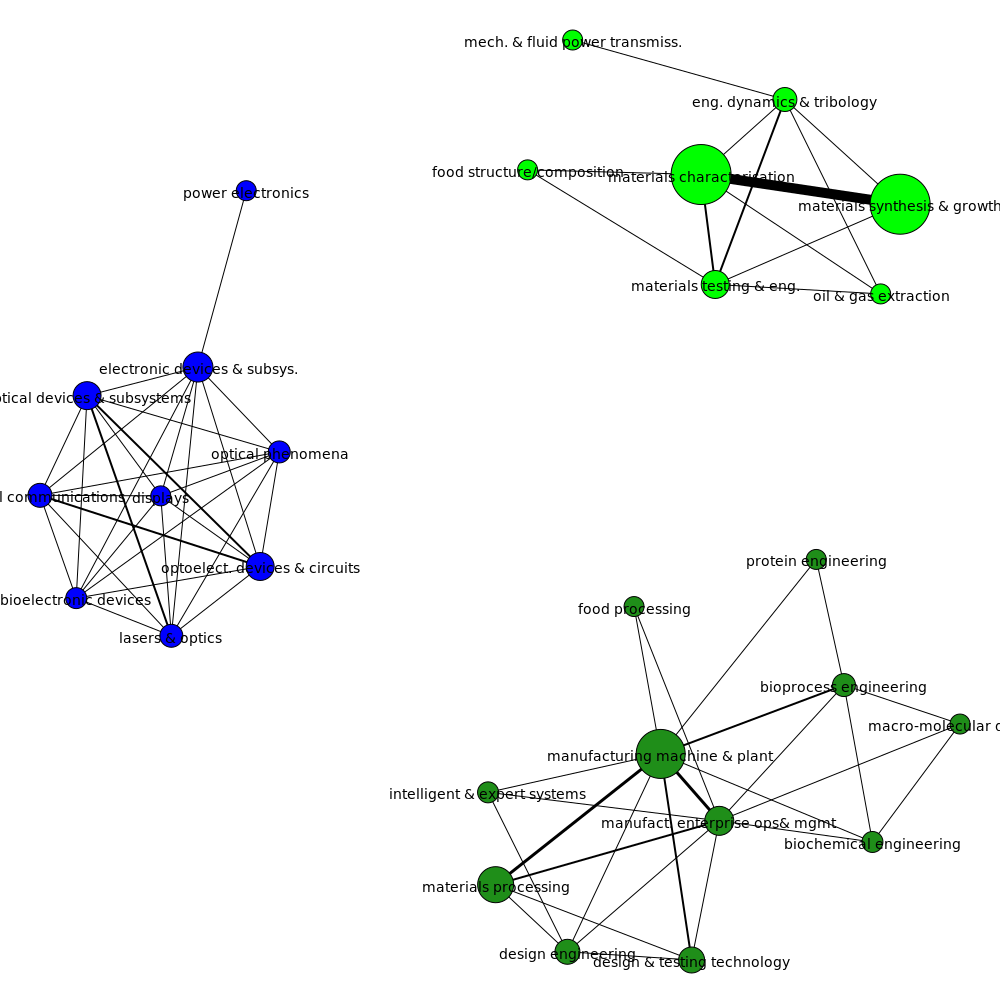 mech. & fluid power transmiss.
eng. dynamics & tribology
food structure/composition
materials characterisation
materials synthesis & growth
materials testing & eng.
oil & gas extraction
power electronics
electronic devices & subsys.
devices & subsystems
optical phenomena
communications
displays
optoelect. devices & circuits
bioelectronic devices
lasers & optics
protein engineering
food processing
bioprocess engineering
macro-molecular
manufacturing machine & plant
intelligent & expert systems
manufact. enterprise ops& mgmt
biochemical engineering
materials processing
design engineering
design & testing technology